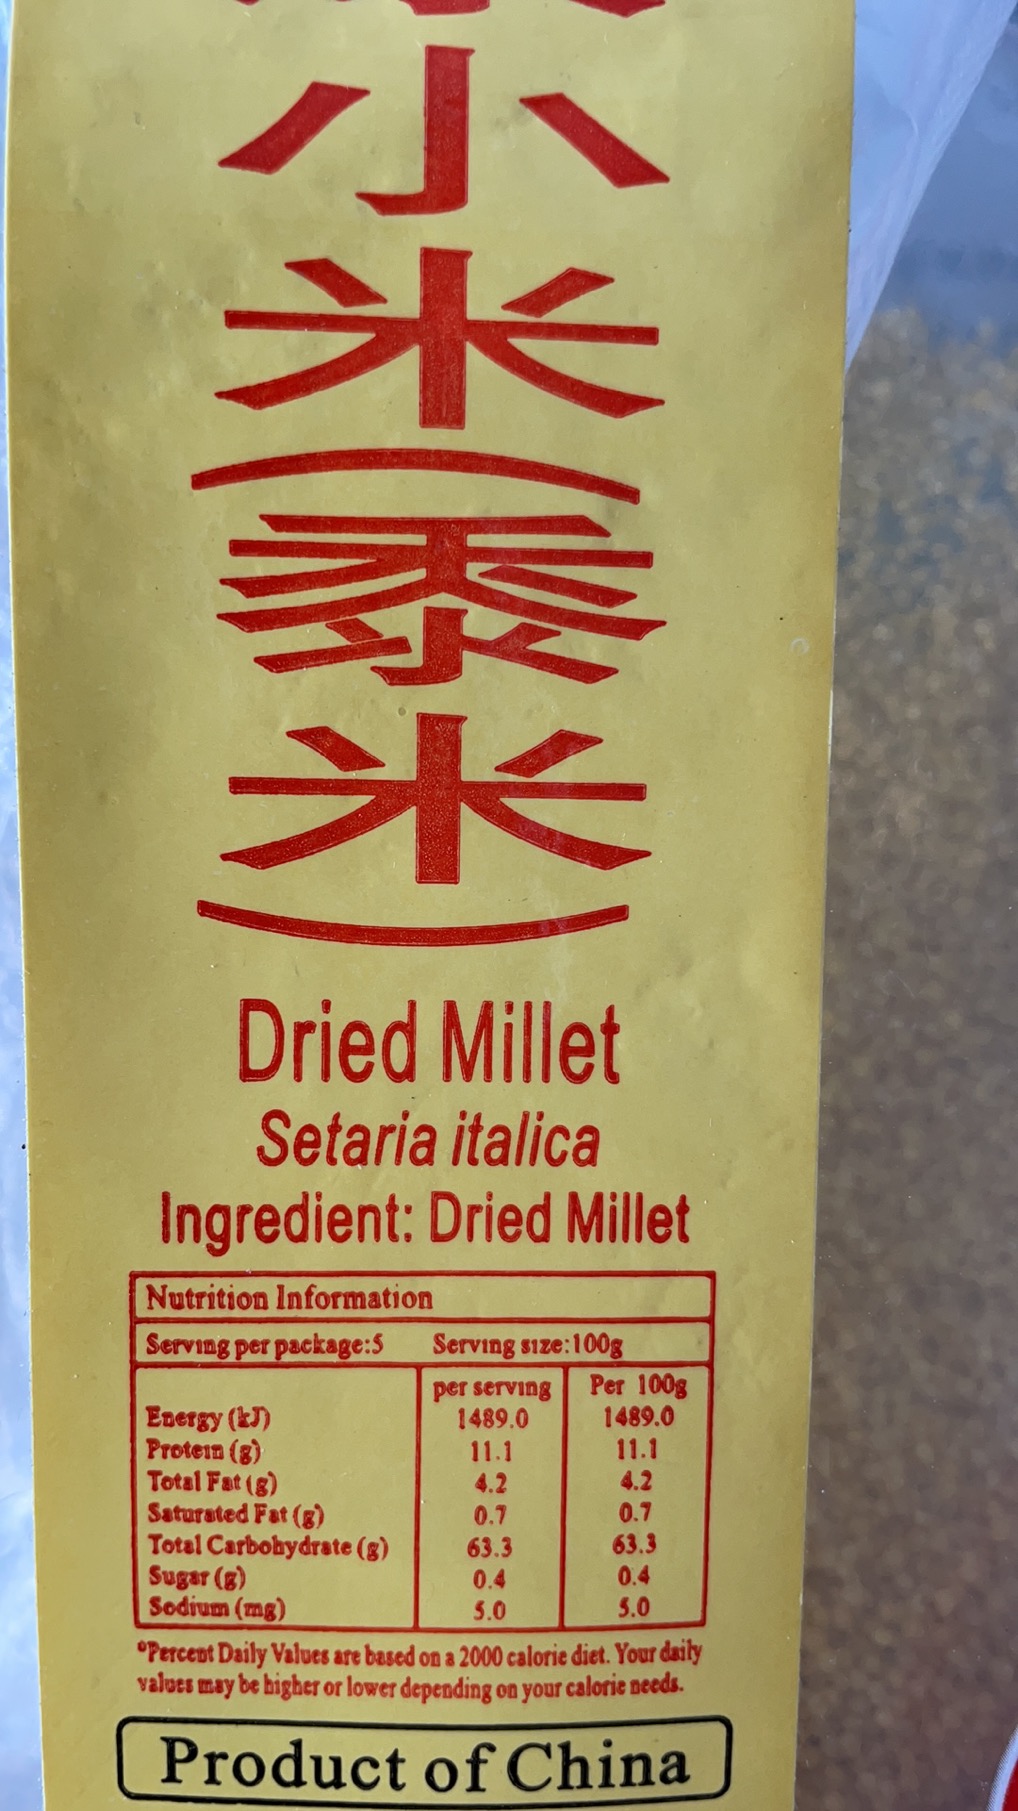 小米(黍米)
Dried Millet
Setaria italica
Ingredient: Dried Millet
Nutrition Information
Serving per package:5 Serving size:100g
per serving Per 100g
Energy (kJ) 1489.0 1489.0
Protein (g) 11.1 11.1
Total Fat (g) 4.2 4.2
Saturated Fat (g) 0.7 0.7
Total Carbohydrate (g) 63.3 63.3
Sugar (g) 0.4 0.4
Sodium (mg) 5.0 5.0
*Percent Daily Values are based on a 2000 calorie diet. Your daily
values may be higher or lower depending on your calorie needs.
Product of China